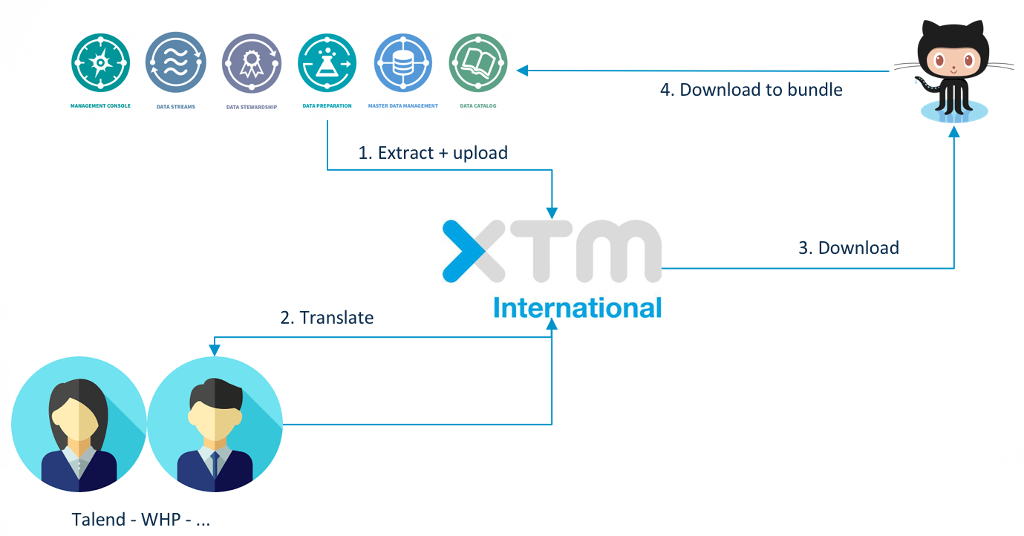 MANAGEMENT CONSOLE
DATA STREAMS
DATA STEWARDSHIP
DATA PREPARATION
MASTER DATA MANAGEMENT
DATA CATALOG
4. Download to bundle
1. Extract + upload
XTM
International
3. Download
2. Translate
Talend - WHP - ...